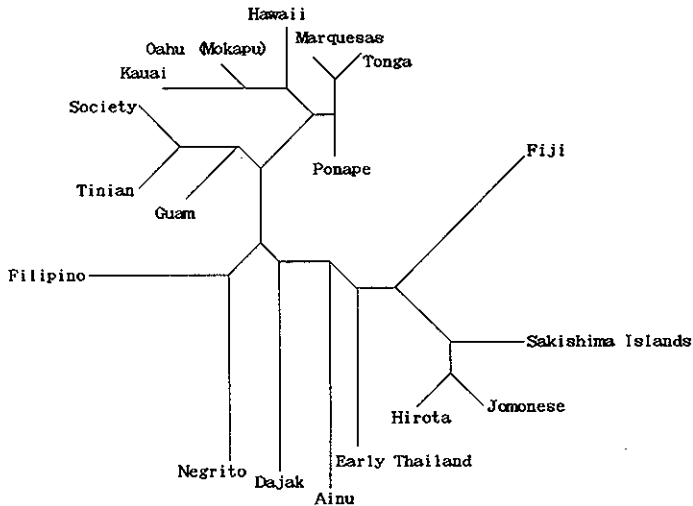 Hawaii
Marquesas
Oahu (Mokapu)
Tonga
Kauai
Society
Fiji
Ponape
Tinian
Guam
Filipino
Sakishima Islands
Jomonese
Hirota
Early Thailand
Negrito
Dajak
Ainu